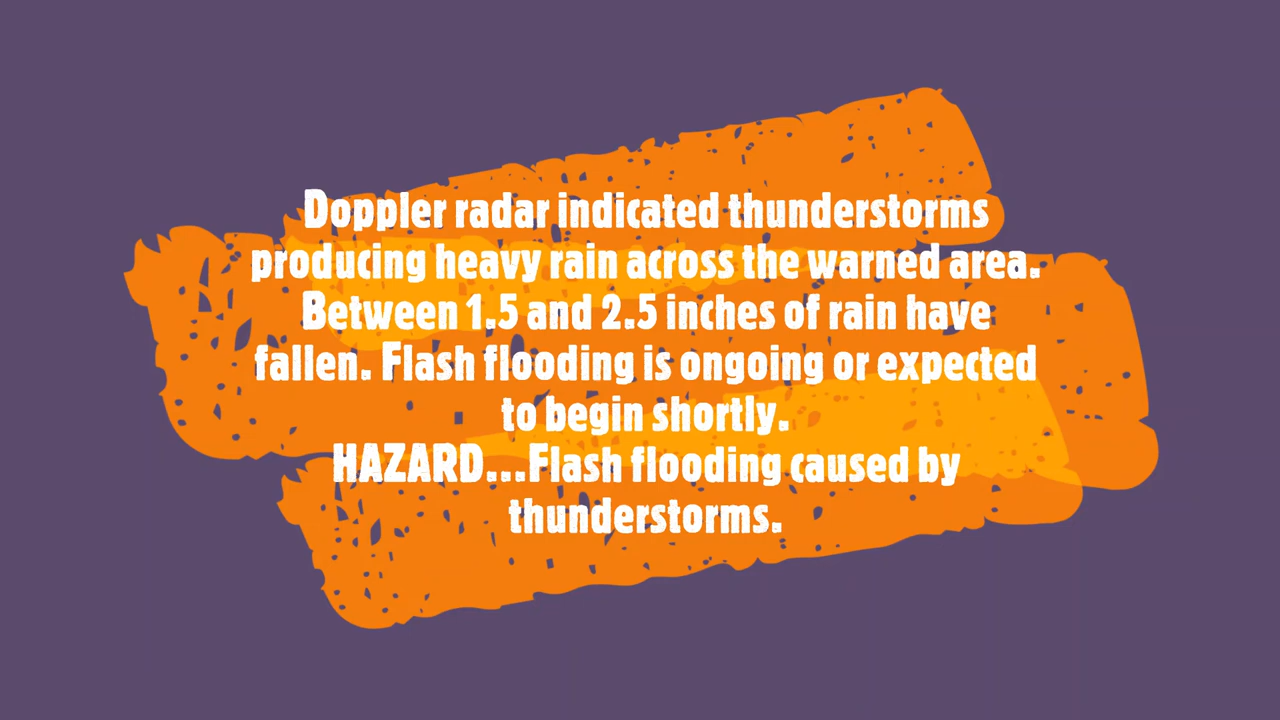 Doppler radar indicated thunderstorms
producing heavy rain across the warned area.
Between 1.5 and 2.5 inches of rain have
fallen. Flash flooding is ongoing or expected
to begin shortly.
HAZARD...Flash flooding caused by
thunderstorms.